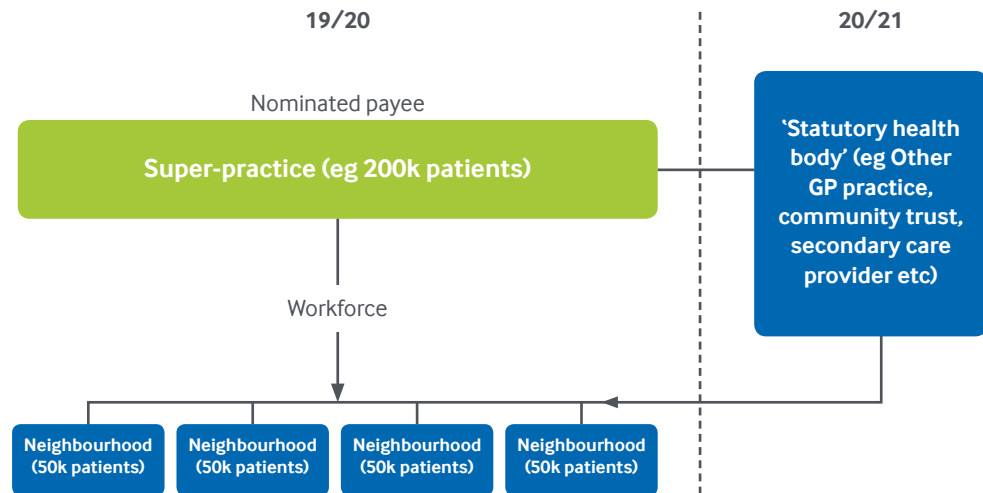 19/20
20/21
Nominated payee
Super-practice (eg 200k patients)
‘Statutory health
body’ (eg Other
GP practice,
community trust,
secondary care
provider etc)
Workforce
Neighbourhood
(50k patients)
Neighbourhood
(50k patients)
Neighbourhood
(50k patients)
Neighbourhood
(50k patients)